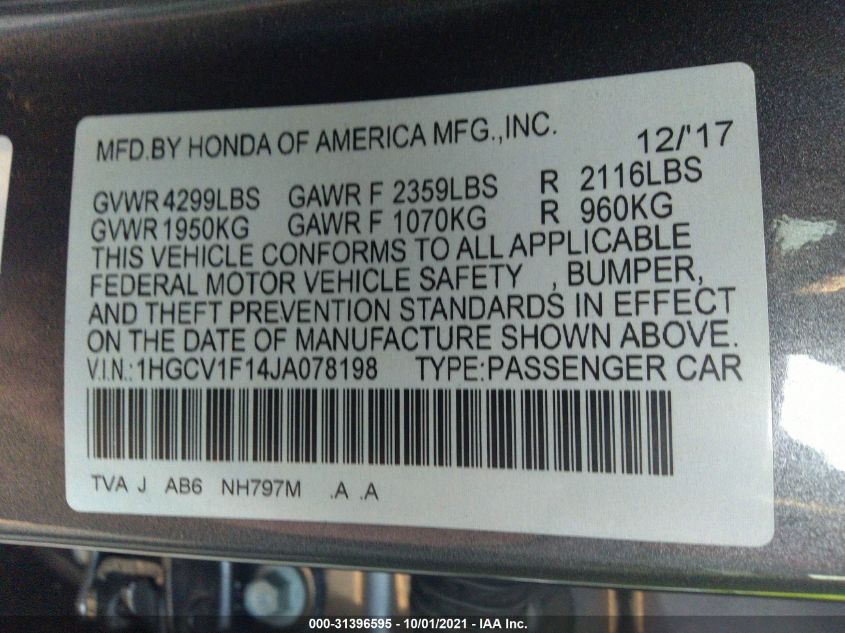 MFD.BY HONDA OF AMERICA MFG.,INC. 12/'17
GVWR 4299LBS GAWR F 2359LBS R 2116LBS
GVWR 1950KG GAWR F 1070KG R 960KG
THIS VEHICLE CONFORMS TO ALL APPLICABLE
FEDERAL MOTOR VEHICLE SAFETY , BUMPER,
AND THEFT PREVENTION STANDARDS IN EFFECT
ON THE DATE OF MANUFACTURE SHOWN ABOVE.
V.I.N.:1HGCV1F14JA078198 TYPE:PASSENGER CAR
TVA J AB6 NH797M .A .A
000-31396595 - 10/01/2021 - IAA Inc.